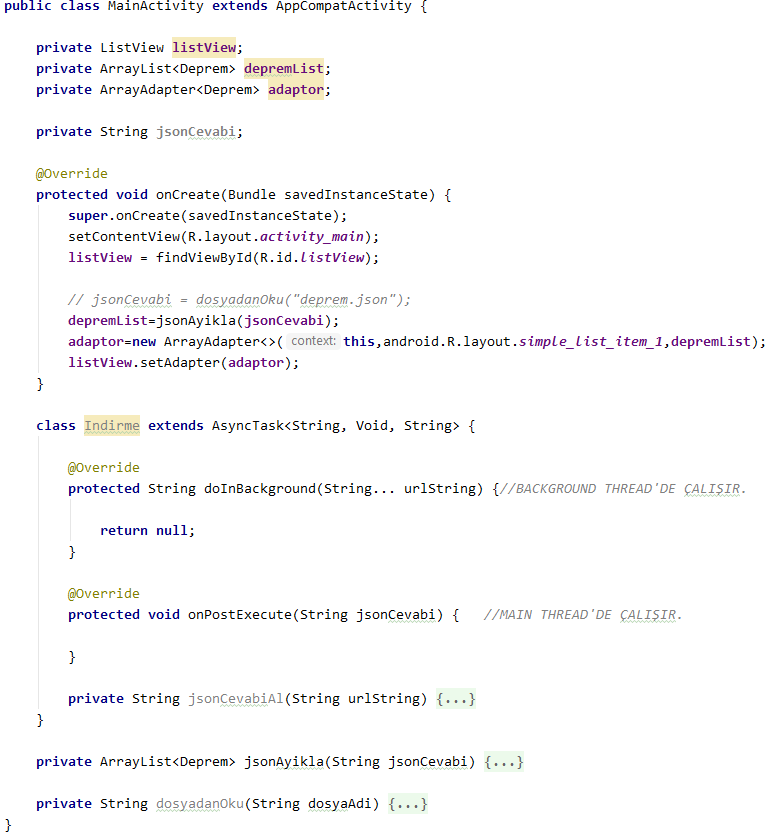 public class MainActivity extends AppCompatActivity {
private ListView listView;
private ArrayList<Deprem> depremList;
private ArrayAdapter<Deprem> adaptor;
private String jsonCevabi;
@Override
protected void onCreate(Bundle savedInstanceState) {
super.onCreate(savedInstanceState);
setContentView(R.layout.activity_main);
listView = findViewById(R.id.listView);
// jsonCevabi = dosyadanOku("deprem.json");
depremList=jsonAyikla(jsonCevabi);
adaptor=new ArrayAdapter<>( context: this,android.R.layout.simple_list_item_1,depremList);
listView.setAdapter(adaptor);
}
class Indirme extends AsyncTask<String, Void, String> {
@Override
protected String doInBackground(String... urlString) {//BACKGROUND THREAD'DE ÇALIŞIR.
return null;
}
@Override
protected void onPostExecute(String jsonCevabi) {   //MAIN THREAD'DE ÇALIŞIR.
}
private String jsonCevabiAl(String urlString) {...}
}
private ArrayList<Deprem> jsonAyikla(String jsonCevabi) {...}
private String dosyadanOku(String dosyaAdi) {...}
}